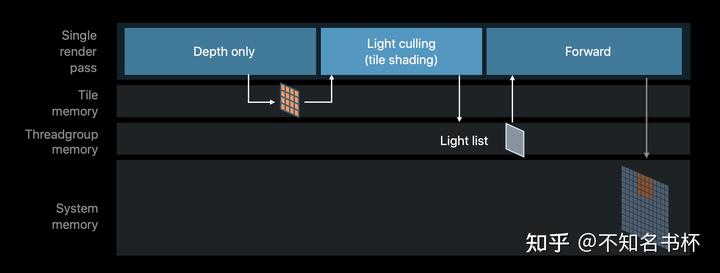 Single
render
pass
Depth only
Light culling
(tile shading)
Forward
Tile
memory
Threadgroup
memory
Light list
System
memory
知乎 @不知名书杯